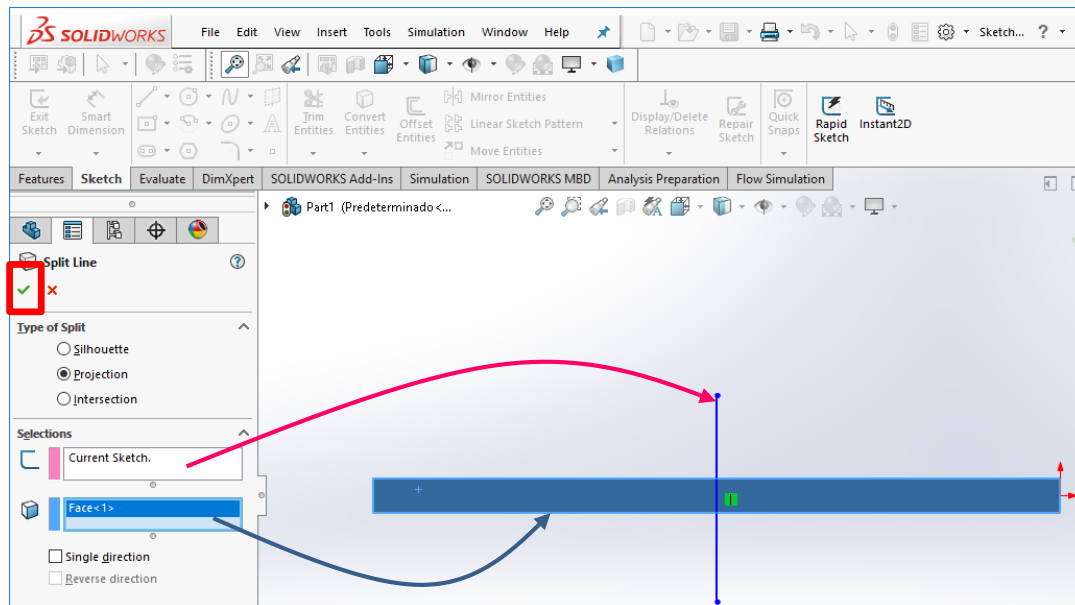 SOLIDWORKS File Edit View Insert Tools Simulation Window Help Sketch... ?
Exit Sketch
Smart Dimension
Trim Entities
Convert Entities
Offset Entities
Mirror Entities
Linear Sketch Pattern
Move Entities
Display/Delete Relations
Repair Sketch
Quick Snaps
Rapid Sketch
Instant2D
Features Sketch Evaluate DimXpert SOLIDWORKS Add-Ins Simulation SOLIDWORKS MBD Analysis Preparation Flow Simulation
Part1 (Predeterminado<...
Split Line
Type of Split
Silhouette
Projection
Intersection
Selections
Current Sketch.
Face<1>
Single direction
Reverse direction